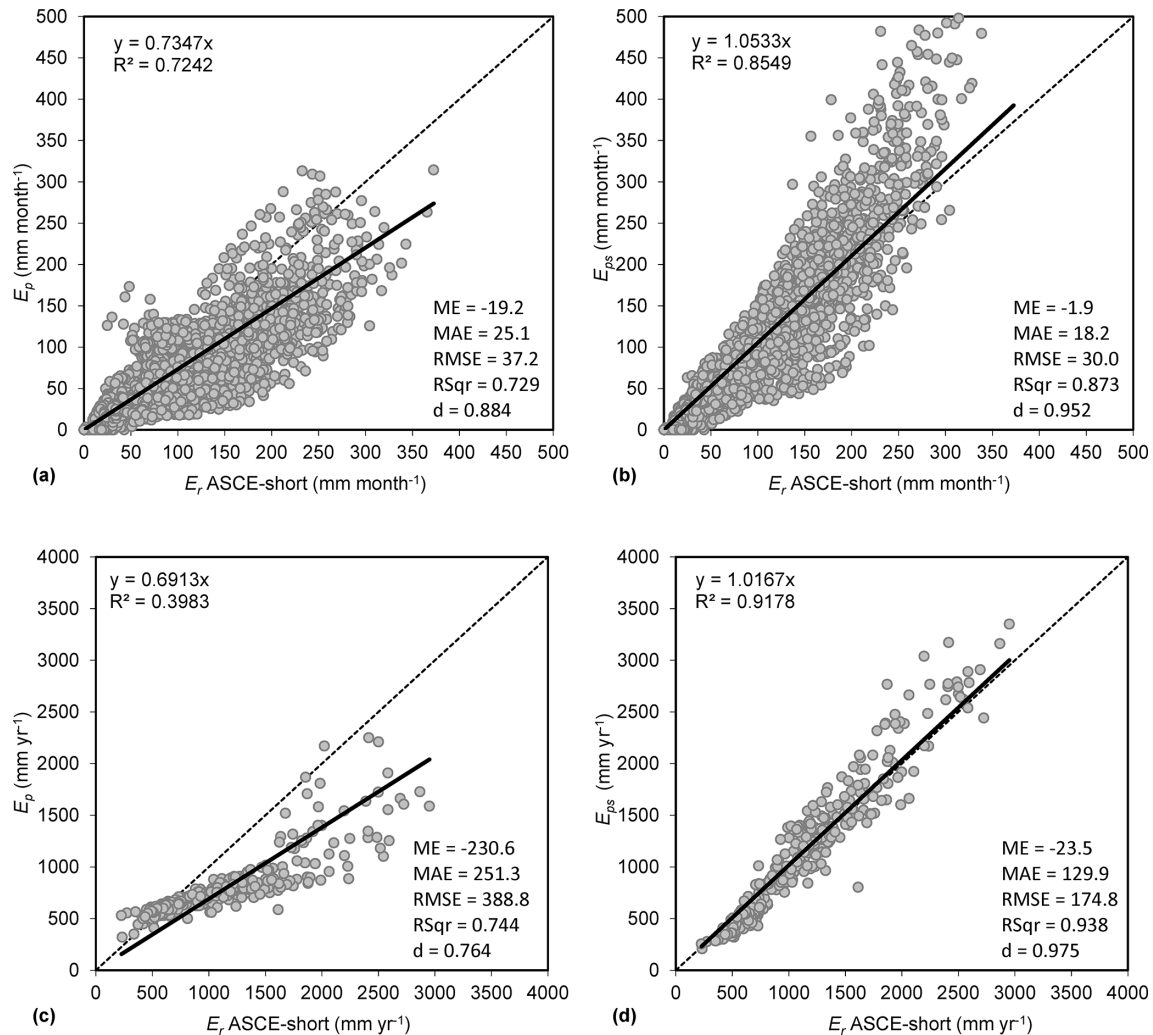 y = 0.7347x
R² = 0.7242
500
450
400
350
300
250
200
150
100
50
0
E_p (mm month⁻¹)
ME = -19.2
MAE = 25.1
RMSE = 37.2
RSqr = 0.729
d = 0.884
0 50 100 150 200 250 300 350 400 450 500
(a)
E_r ASCE-short (mm month⁻¹)
y = 1.0533x
R² = 0.8549
500
450
400
350
300
250
200
150
100
50
0
E_ps (mm month⁻¹)
ME = -1.9
MAE = 18.2
RMSE = 30.0
RSqr = 0.873
d = 0.952
0 50 100 150 200 250 300 350 400 450 500
(b)
E_r ASCE-short (mm month⁻¹)
y = 0.6913x
R² = 0.3983
4000
3500
3000
2500
2000
1500
1000
500
0
E_p (mm yr⁻¹)
ME = -230.6
MAE = 251.3
RMSE = 388.8
RSqr = 0.744
d = 0.764
0 500 1000 1500 2000 2500 3000 3500 4000
(c)
E_r ASCE-short (mm yr⁻¹)
y = 1.0167x
R² = 0.9178
4000
3500
3000
2500
2000
1500
1000
500
0
E_ps (mm yr⁻¹)
ME = -23.5
MAE = 129.9
RMSE = 174.8
RSqr = 0.938
d = 0.975
0 500 1000 1500 2000 2500 3000 3500 4000
(d)
E_r ASCE-short (mm yr⁻¹)